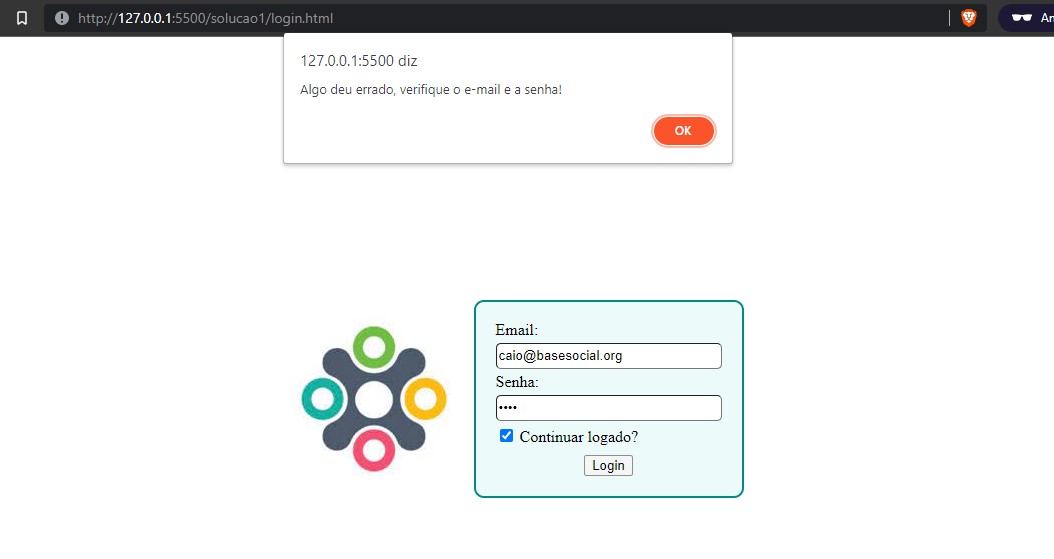 http://127.0.0.1:5500/solucao1/login.html
127.0.0.1:5500 diz
Algo deu errado, verifique o e-mail e a senha!
OK
Email:
caio@basesocial.org
Senha:
••••
Continuar logado?
Login